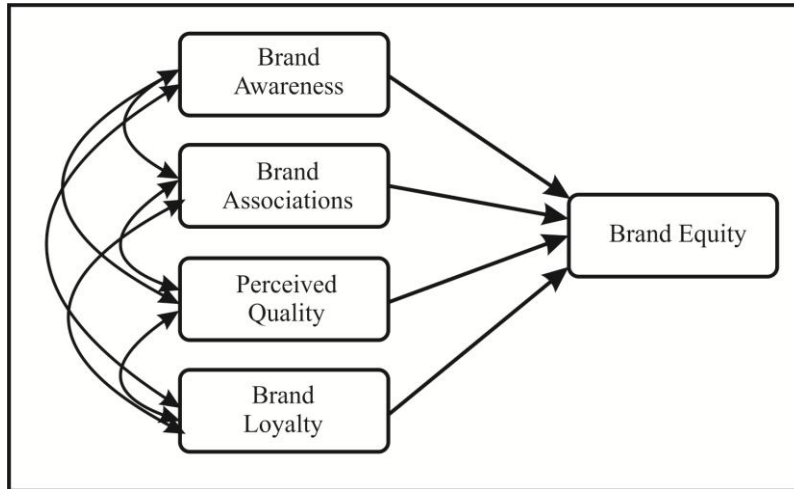 Brand
Awareness
Brand
Associations
Brand Equity
Perceived
Quality
Brand
Loyalty